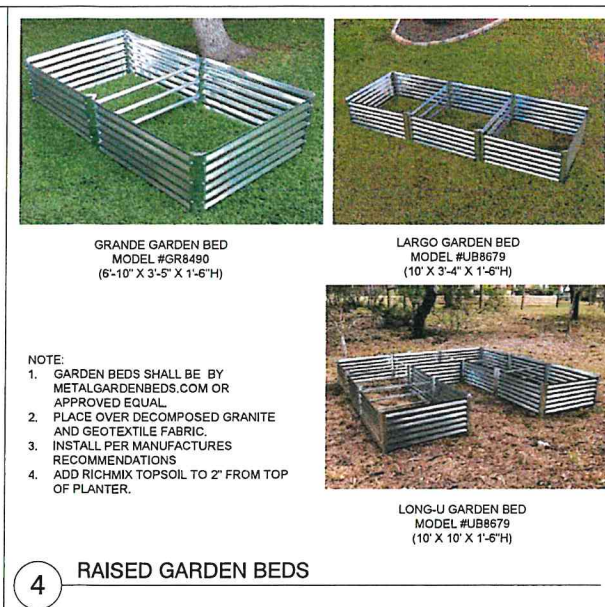 GRANDE GARDEN BED
MODEL #GR8490
(6'-10" X 3'-5" X 1'-6"H)
LARGO GARDEN BED
MODEL #UB8679
(10' X 3'-4" X 1'-6"H)
NOTE:
1. GARDEN BEDS SHALL BE BY
METALGARDENBEDS.COM OR
APPROVED EQUAL.
2. PLACE OVER DECOMPOSED GRANITE
AND GEOTEXTILE FABRIC.
3. INSTALL PER MANUFACTURES
RECOMMENDATIONS
4. ADD RICHMIX TOPSOIL TO 2" FROM TOP
OF PLANTER.
LONG-U GARDEN BED
MODEL #UB8679
(10' X 10' X 1'-6"H)
4 RAISED GARDEN BEDS